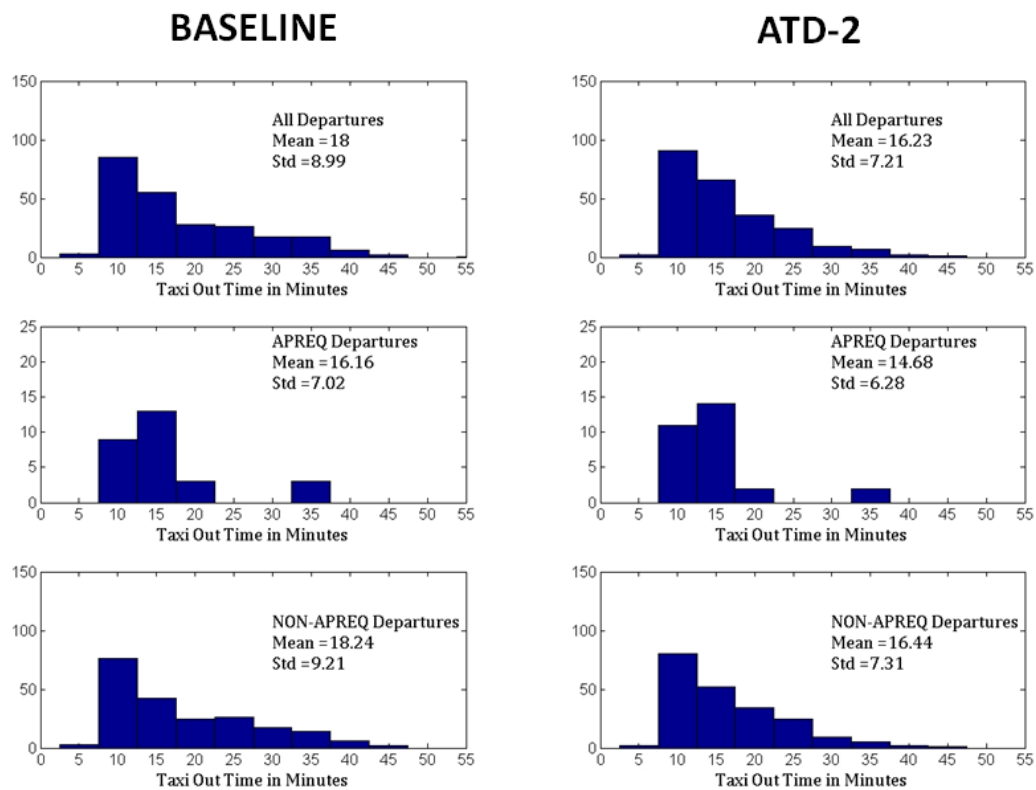 BASELINE
ATD-2
150
100
50
0
All Departures
Mean =18
Std =8.99
0 5 10 15 20 25 30 35 40 45 50 55
Taxi Out Time in Minutes
150
100
50
0
All Departures
Mean =16.23
Std =7.21
0 5 10 15 20 25 30 35 40 45 50 55
Taxi Out Time in Minutes
25
20
15
10
5
0
APREQ Departures
Mean =16.16
Std =7.02
0 5 10 15 20 25 30 35 40 45 50 55
Taxi Out Time in Minutes
25
20
15
10
5
0
APREQ Departures
Mean =14.68
Std =6.28
0 5 10 15 20 25 30 35 40 45 50 55
Taxi Out Time in Minutes
150
100
50
0
NON-APREQ Departures
Mean =18.24
Std =9.21
0 5 10 15 20 25 30 35 40 45 50 55
Taxi Out Time in Minutes
150
100
50
0
NON-APREQ Departures
Mean =16.44
Std =7.31
0 5 10 15 20 25 30 35 40 45 50 55
Taxi Out Time in Minutes